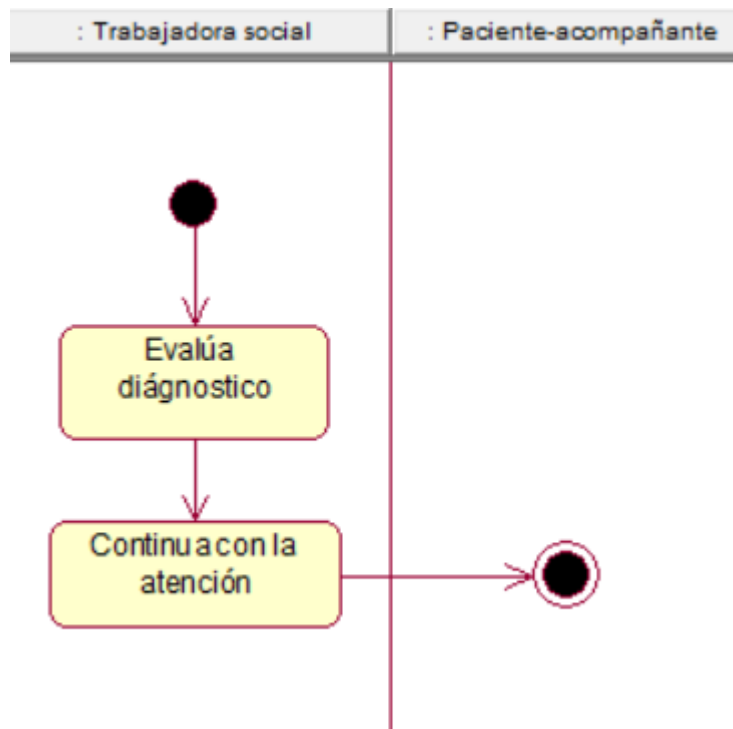 : Trabajadora social
: Paciente-acompañante
Evalúa
diágnostico
Continua con la
atención